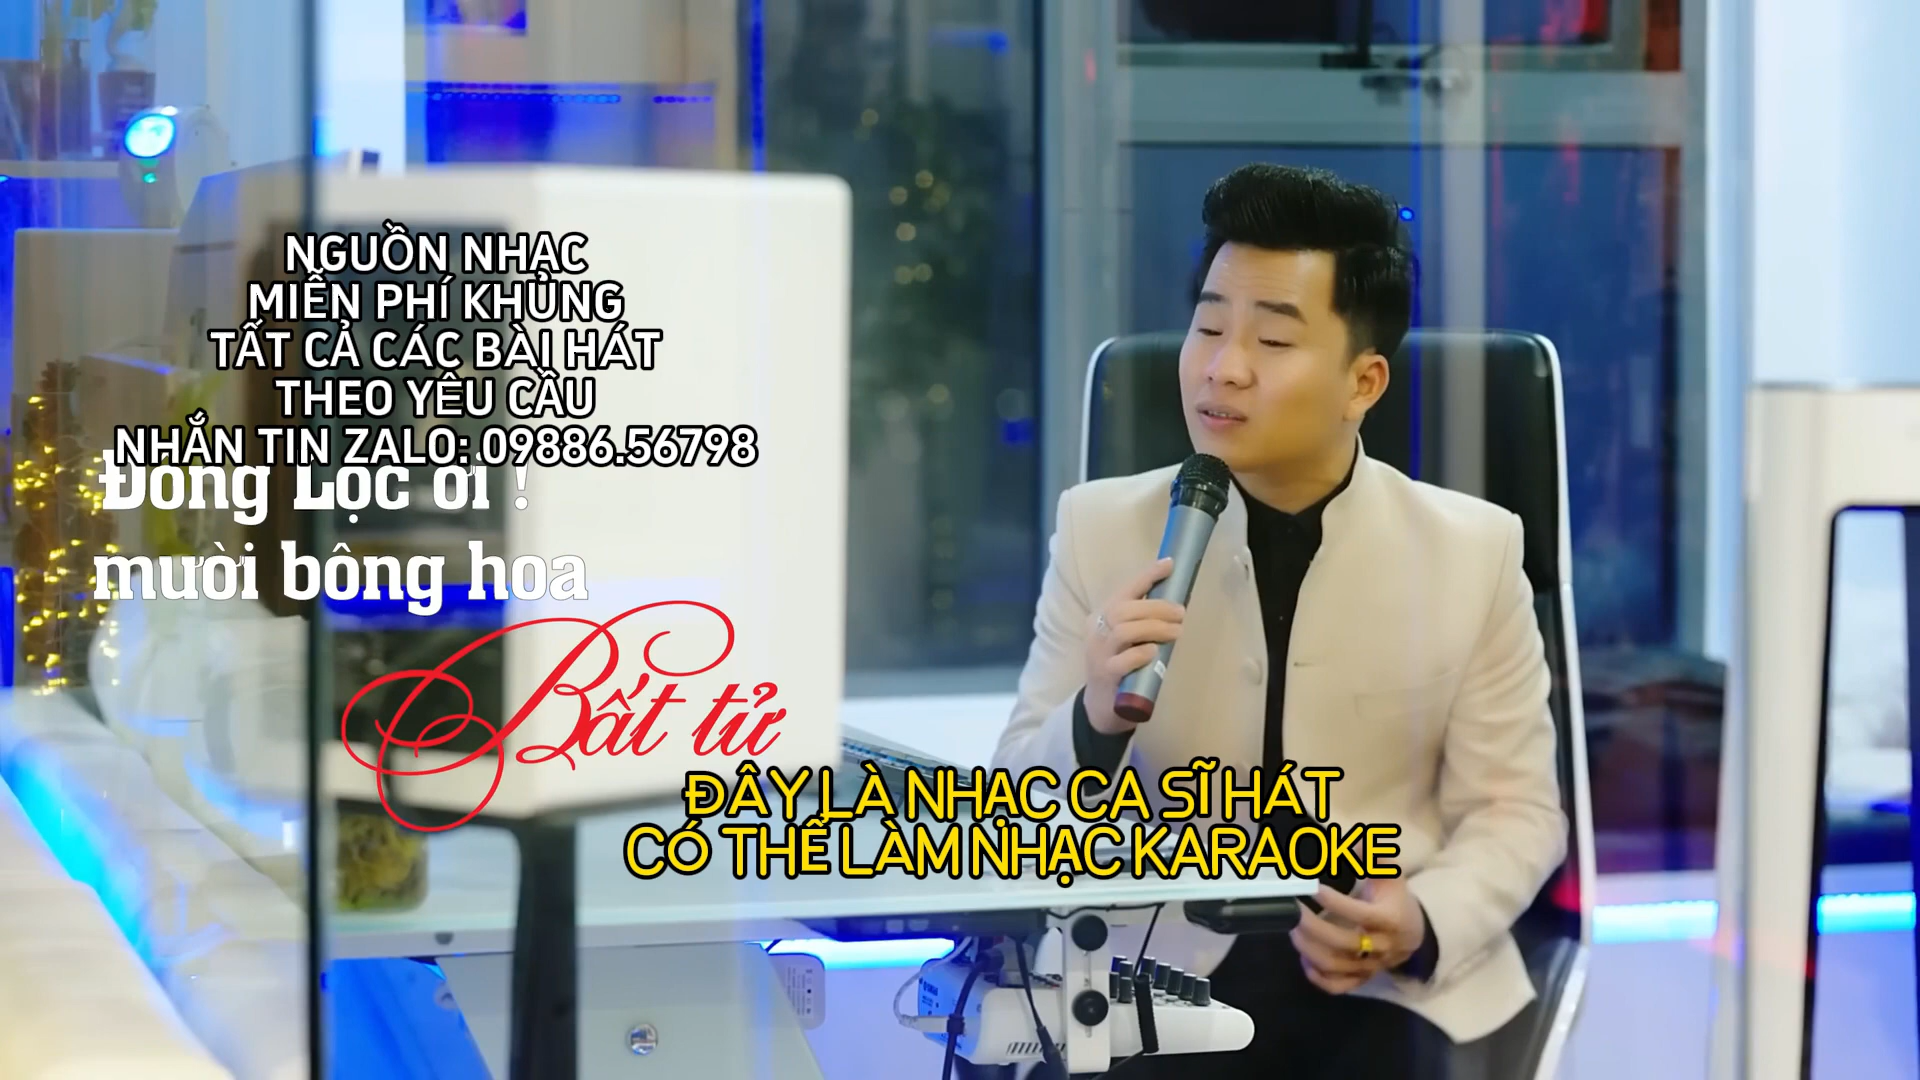 NGUỒN NHẠC
MIỄN PHÍ KHỦNG
TẤT CẢ CÁC BÀI HÁT
THEO YÊU CẦU
NHẮN TIN ZALO: 09886.56798
Đồng Lộc ơi !
mười bông hoa
Bất tử
ĐÂY LÀ NHẠC CA SĨ HÁT
CÓ THỂ LÀM NHẠC KARAOKE